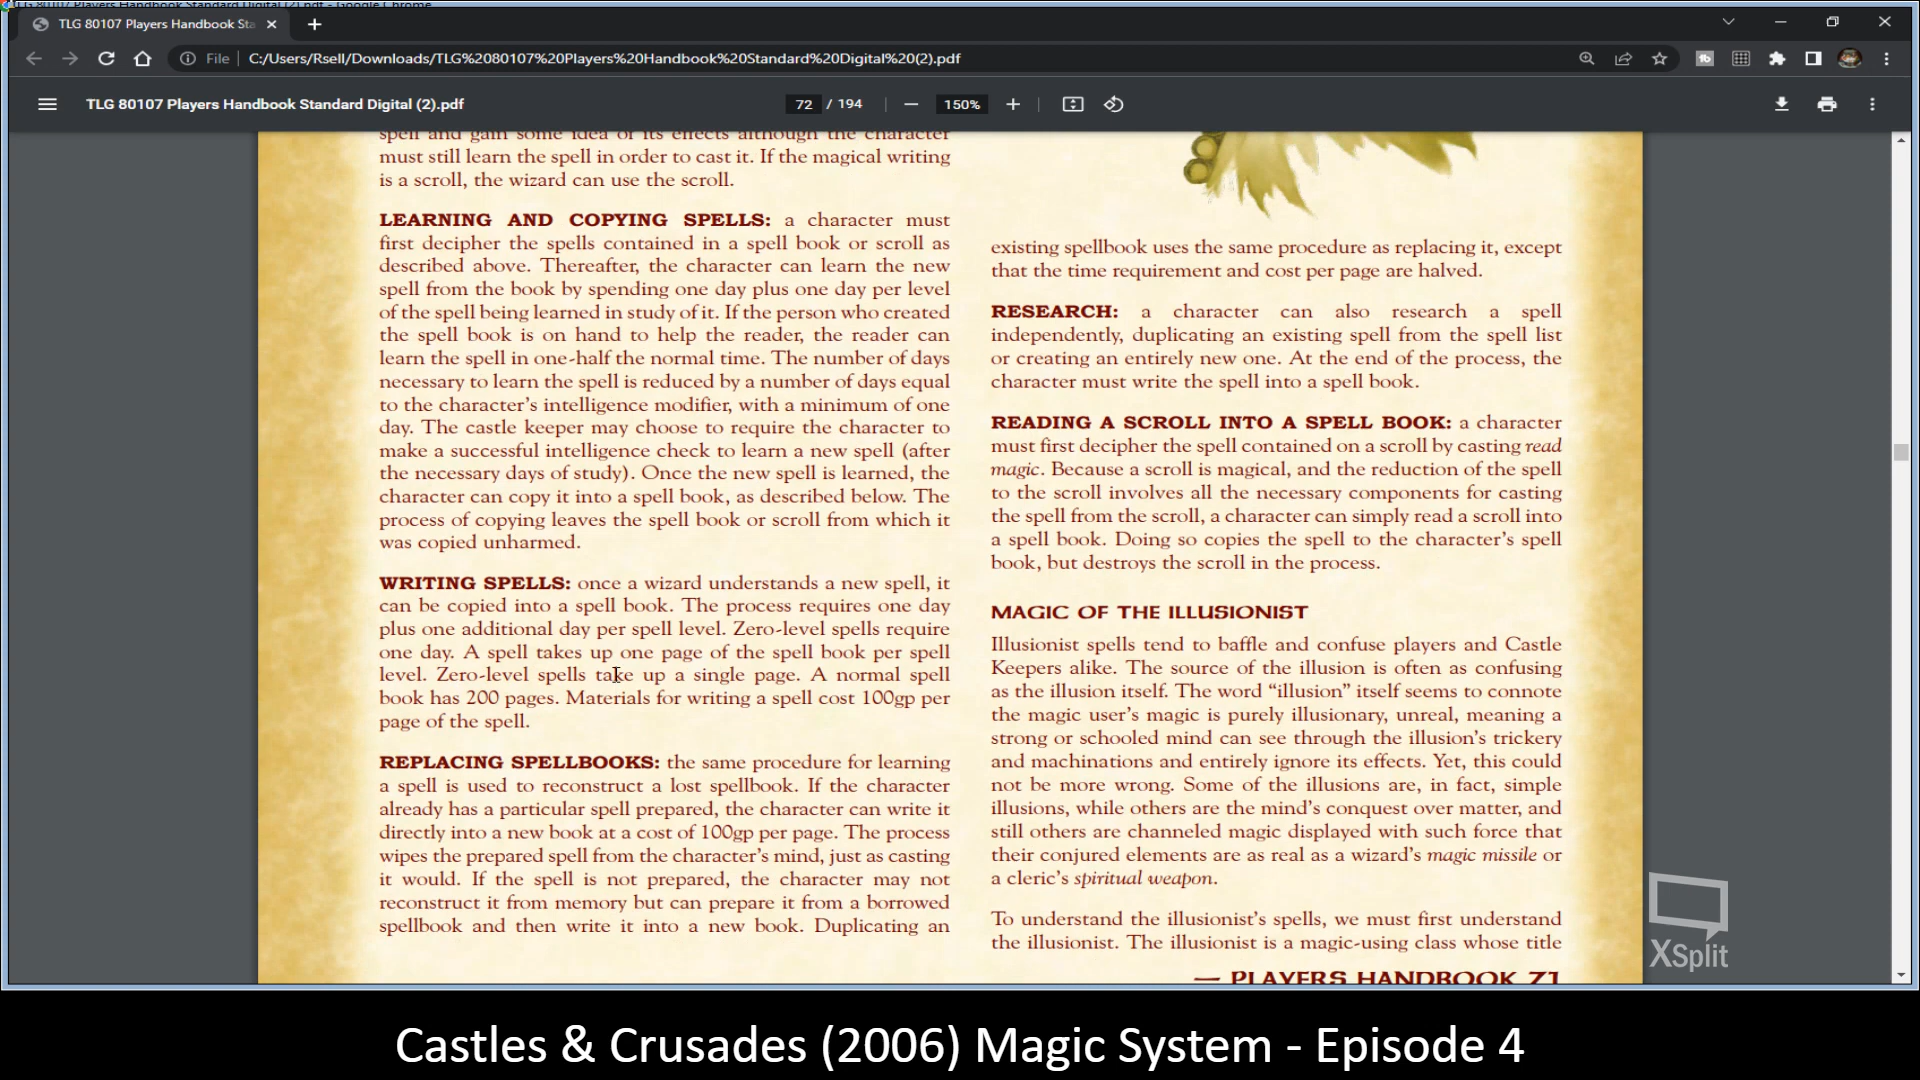 TLG 80107 Players Handbook Sta
File
C:/Users/Rsell/Downloads/TLG%2080107%20Players%20Handbook%20Standard%20Digital%20(2).pdf
TLG 80107 Players Handbook Standard Digital (2).pdf
72 / 194
150%
spell and gain some idea of its effects although the character
must still learn the spell in order to cast it. If the magical writing
is a scroll, the wizard can use the scroll.
LEARNING AND COPYING SPELLS: a character must
first decipher the spells contained in a spell book or scroll as
described above. Thereafter, the character can learn the new
spell from the book by spending one day plus one day per level
of the spell being learned in study of it. If the person who created
the spell book is on hand to help the reader, the reader can
learn the spell in one-half the normal time. The number of days
necessary to learn the spell is reduced by a number of days equal
to the character's intelligence modifier, with a minimum of one
day. The castle keeper may choose to require the character to
make a successful intelligence check to learn a new spell (after
the necessary days of study). Once the new spell is learned, the
character can copy it into a spell book, as described below. The
process of copying leaves the spell book or scroll from which it
was copied unharmed.
WRITING SPELLS: once a wizard understands a new spell, it
can be copied into a spell book. The process requires one day
plus one additional day per spell level. Zero-level spells require
one day. A spell takes up one page of the spell book per spell
level. Zero-level spells take up a single page. A normal spell
book has 200 pages. Materials for writing a spell cost 100gp per
page of the spell.
REPLACING SPELLBOOKS: the same procedure for learning
a spell is used to reconstruct a lost spellbook. If the character
already has a particular spell prepared, the character can write it
directly into a new book at a cost of 100gp per page. The process
wipes the prepared spell from the character's mind, just as casting
it would. If the spell is not prepared, the character may not
reconstruct it from memory but can prepare it from a borrowed
spellbook and then write it into a new book. Duplicating an
existing spellbook uses the same procedure as replacing it, except
that the time requirement and cost per page are halved.
RESEARCH: a character can also research a spell
independently, duplicating an existing spell from the spell list
or creating an entirely new one. At the end of the process, the
character must write the spell into a spell book.
READING A SCROLL INTO A SPELL BOOK: a character
must first decipher the spell contained on a scroll by casting read
magic. Because a scroll is magical, and the reduction of the spell
to the scroll involves all the necessary components for casting
the spell from the scroll, a character can simply read a scroll into
a spell book. Doing so copies the spell to the character's spell
book, but destroys the scroll in the process.
MAGIC OF THE ILLUSIONIST
Illusionist spells tend to baffle and confuse players and Castle
Keepers alike. The source of the illusion is often as confusing
as the illusion itself. The word “illusion” itself seems to connote
the magic user's magic is purely illusionary, unreal, meaning a
strong or schooled mind can see through the illusion's trickery
and machinations and entirely ignore its effects. Yet, this could
not be more wrong. Some of the illusions are, in fact, simple
illusions, while others are the mind's conquest over matter, and
still others are channeled magic displayed with such force that
their conjured elements are as real as a wizard's magic missile or
a cleric's spiritual weapon.
To understand the illusionist's spells, we must first understand
the illusionist. The illusionist is a magic-using class whose title
— PLAYERS HANDBOOK 71
XSplit
Castles & Crusades (2006) Magic System - Episode 4